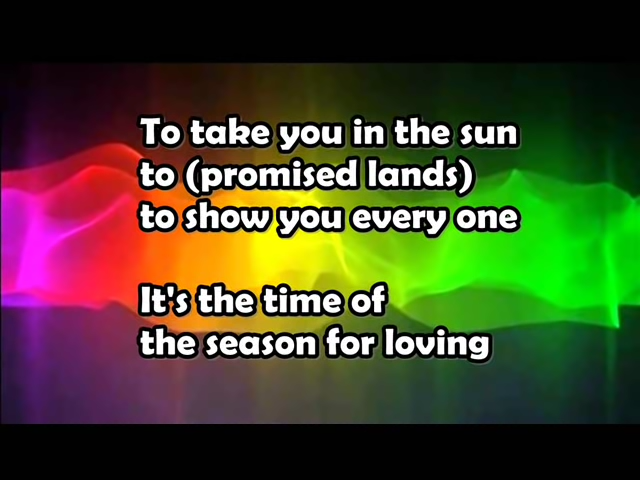 To take you in the sun
to (promised lands)
to show you every one
It's the time of
the season for loving